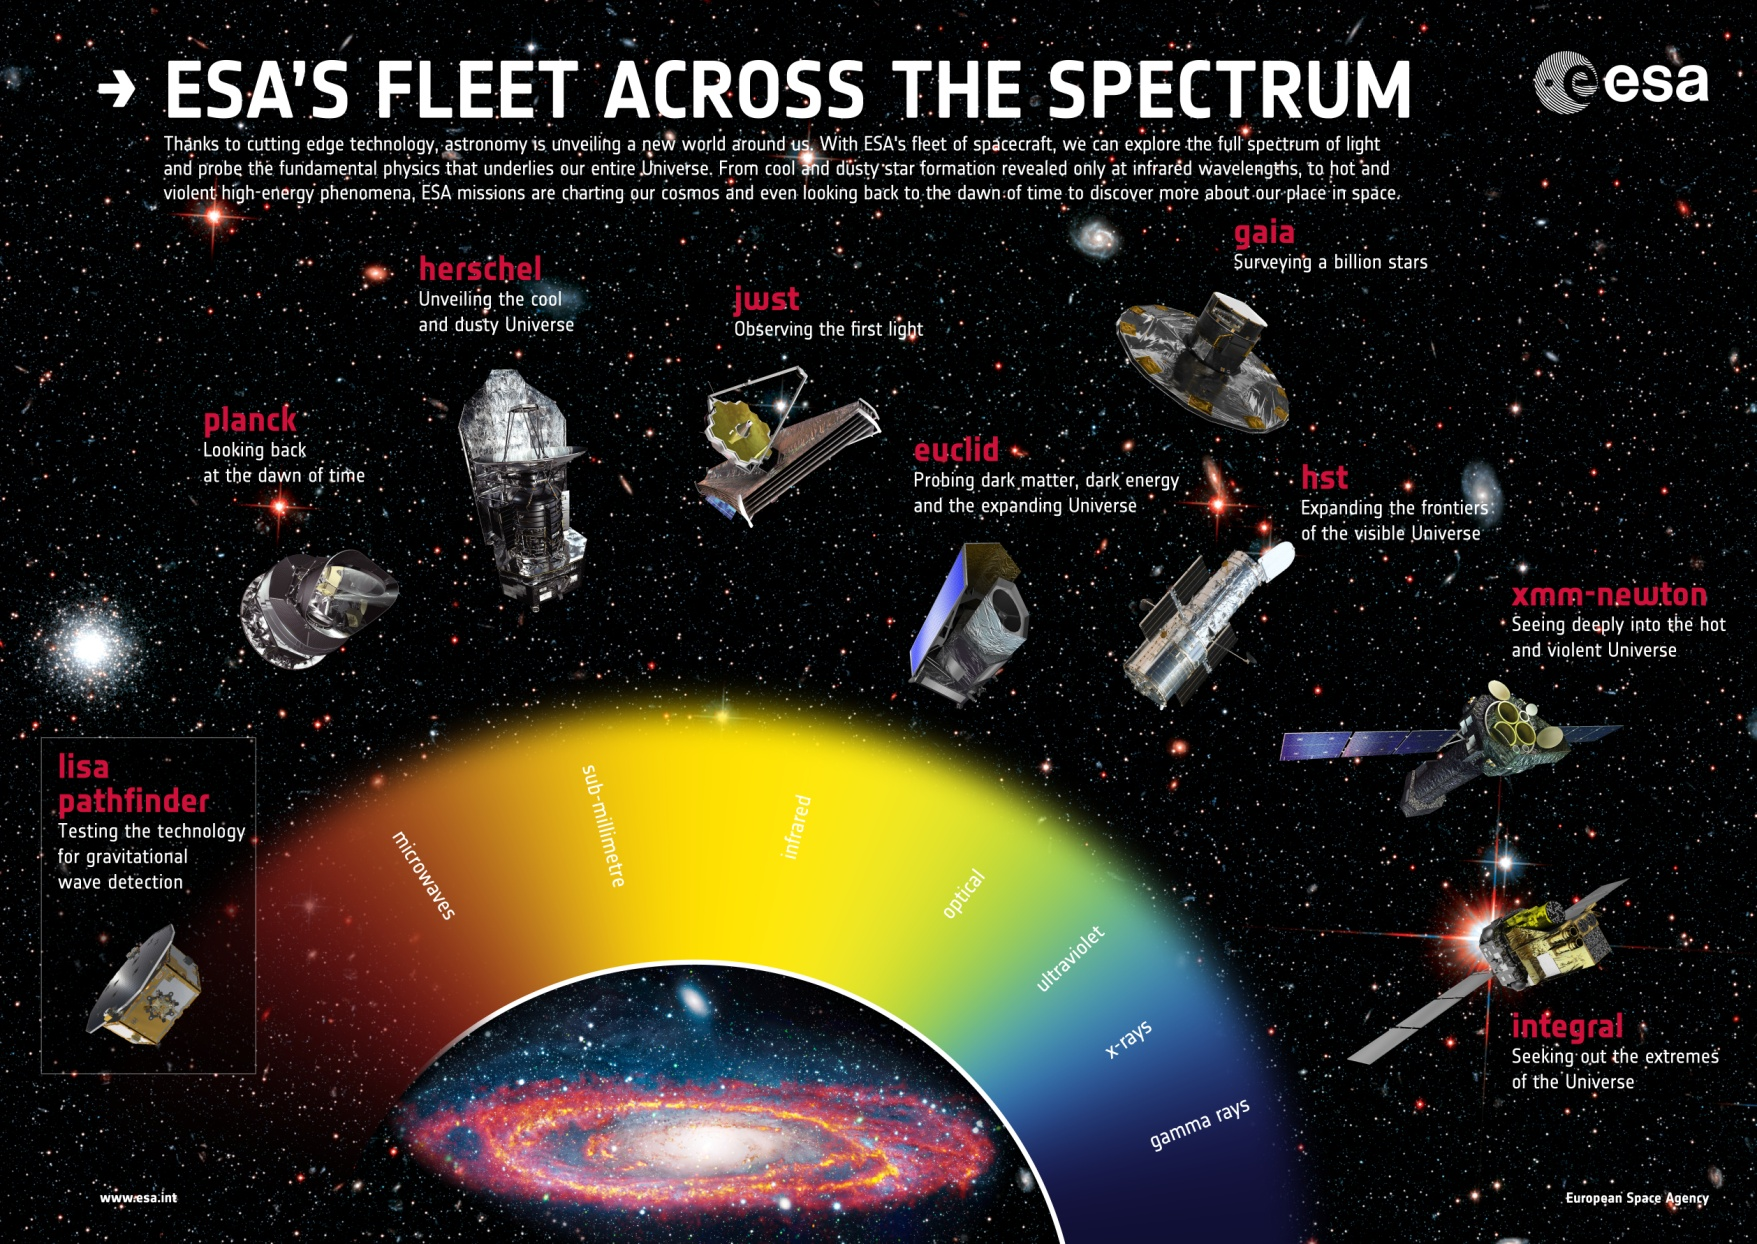 → ESA'S FLEET ACROSS THE SPECTRUM
esa
Thanks to cutting edge technology, astronomy is unveiling a new world around us. With ESA's fleet of spacecraft, we can explore the full spectrum of light
and probe the fundamental physics that underlies our entire Universe. From cool and dusty star formation revealed only at infrared wavelengths, to hot and
violent high-energy phenomena, ESA missions are charting our cosmos and even looking back to the dawn of time to discover more about our place in space.
gaia
Surveying a billion stars
herschel
Unveiling the cool
and dusty Universe
jwst
Observing the first light
planck
Looking back
at the dawn of time
euclid
Probing dark matter, dark energy
and the expanding Universe
hst
Expanding the frontiers
of the visible Universe
xmm-newton
Seeing deeply into the hot
and violent Universe
lisa
pathfinder
Testing the technology
for gravitational
wave detection
microwaves
sub-millimetre
infrared
optical
ultraviolet
x-rays
gamma rays
integral
Seeking out the extremes
of the Universe
www.esa.int
European Space Agency